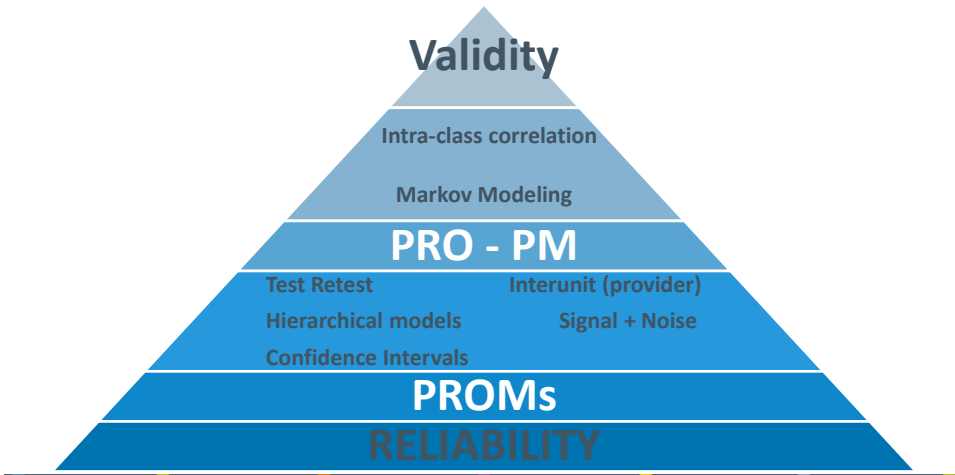 Validity
Intra-class correlation
Markov Modeling
PRO - PM
Test Retest Interunit (provider)
Hierarchical models Signal + Noise
Confidence Intervals
PROMs
RELIABILITY